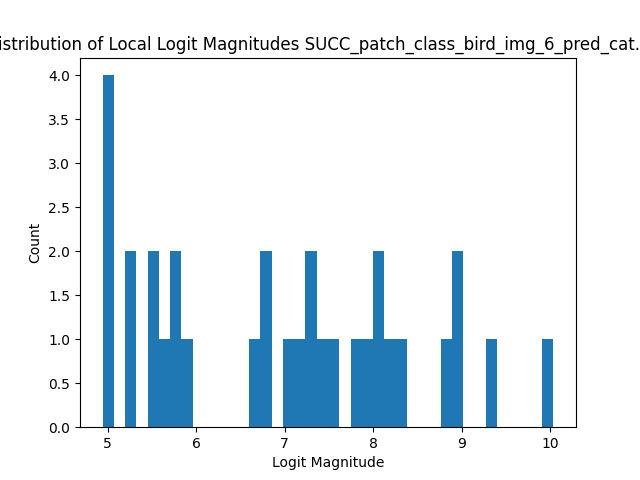 istribution of Local Logit Magnitudes SUCC_patch_class_bird_img_6_pred_cat.
4.0
3.5
3.0
2.5
2.0
1.5
1.0
0.5
0.0
Count
5 6 7 8 9 10
Logit Magnitude